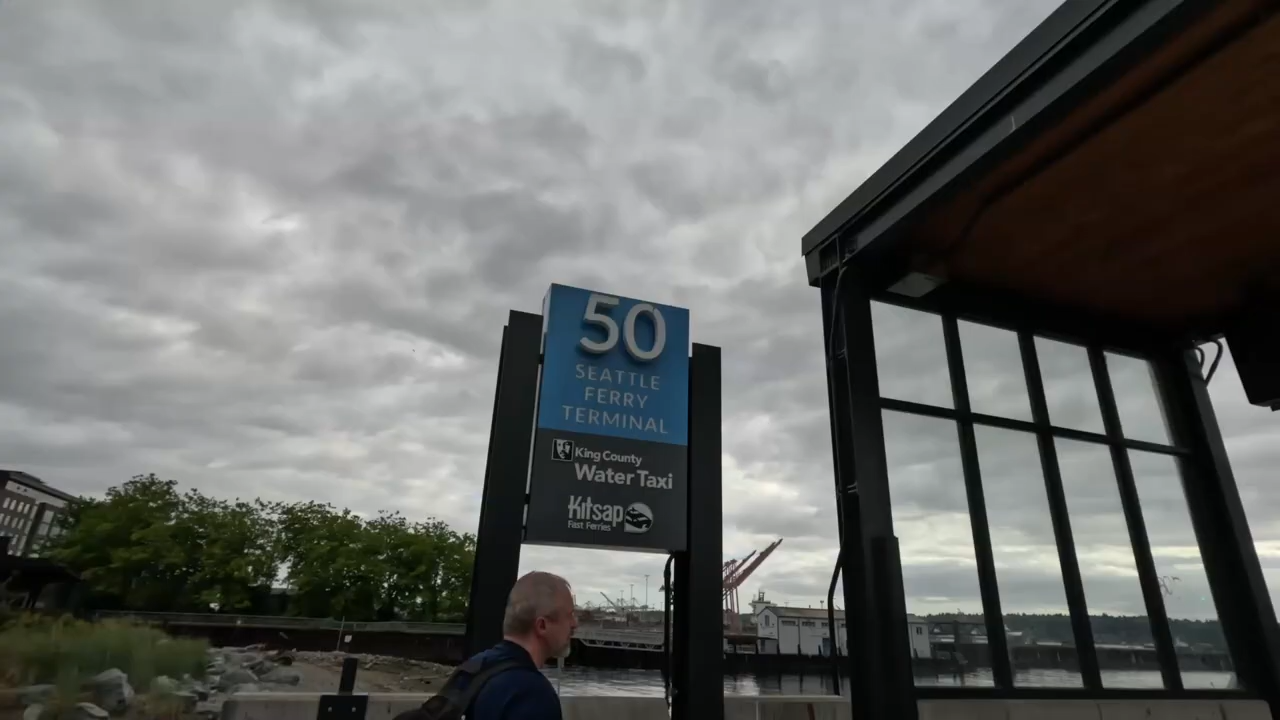 50
SEATTLE
FERRY
TERMINAL
King County
Water Taxi
Kitsap
Fast Ferries